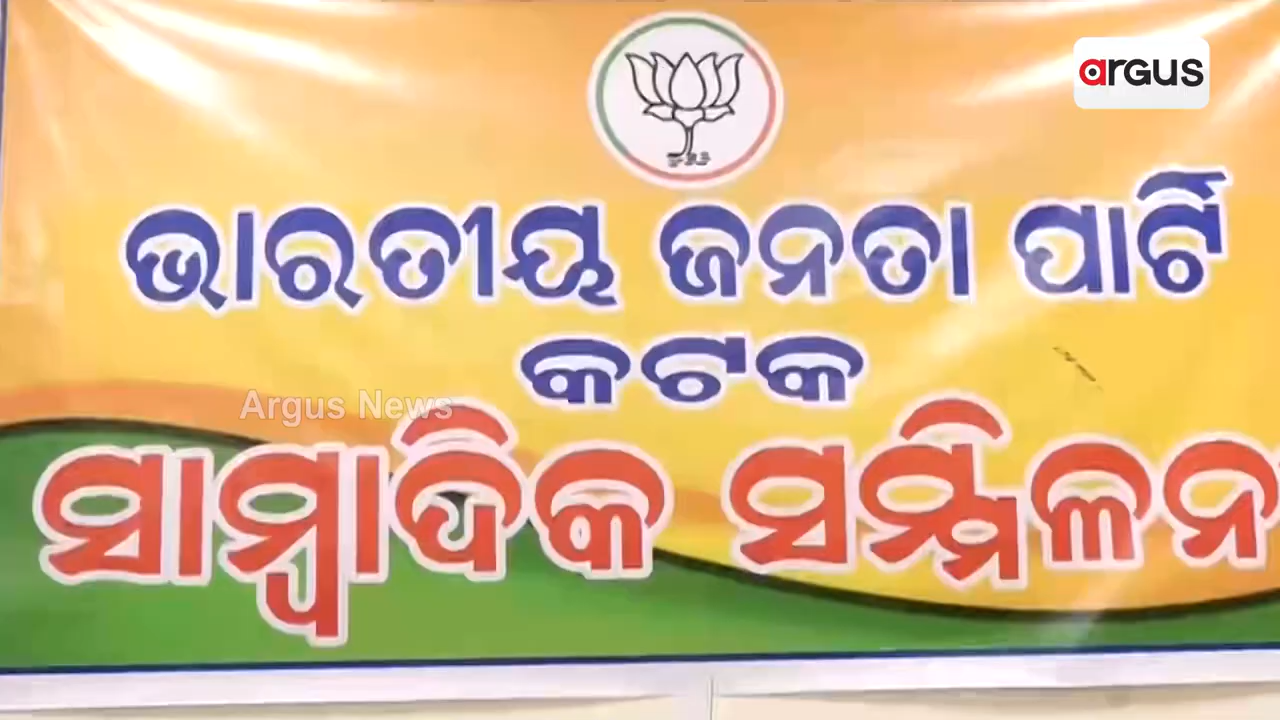 argus
ଭାରତୀୟ ଜନତା ପାର୍ଟି
କଟକ
Argus News
ସାମ୍ବାଦିକ ସମ୍ମିଳନୀ